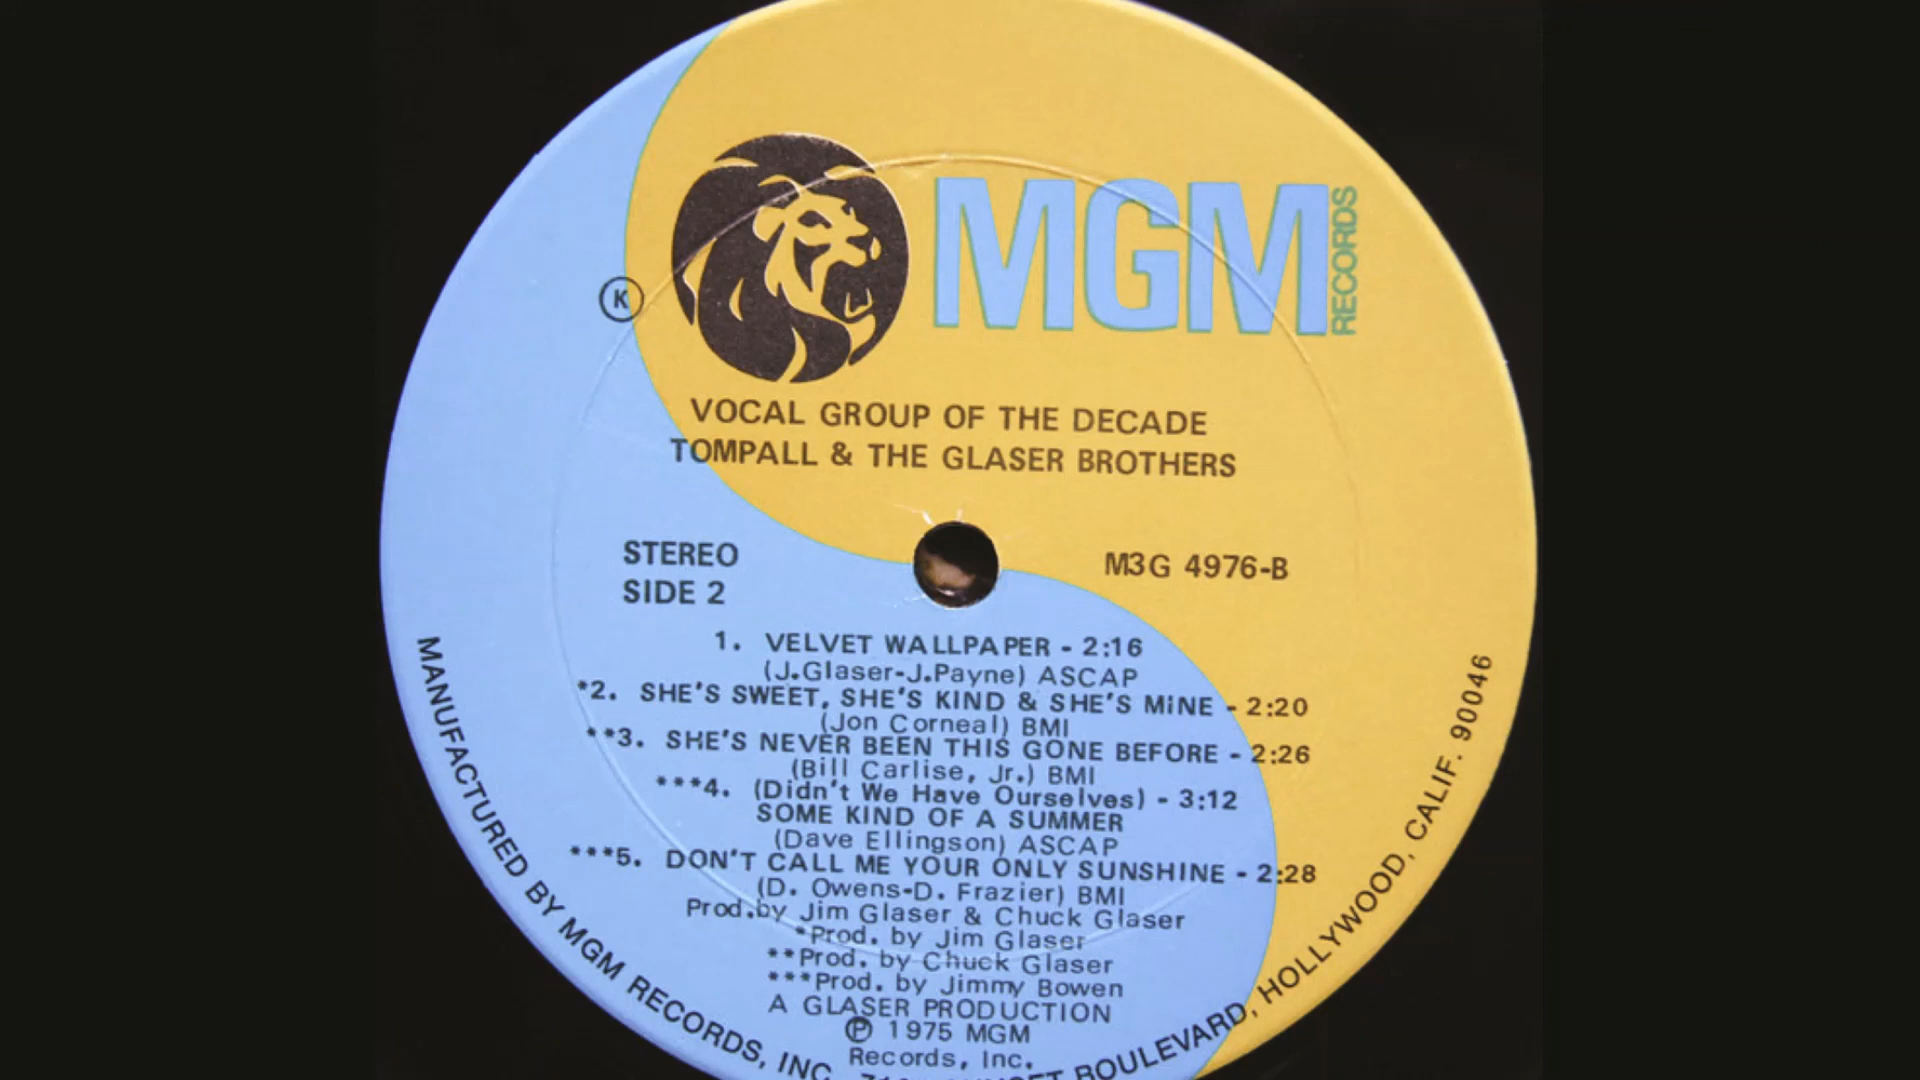 MGM
RECORDS
K
VOCAL GROUP OF THE DECADE
TOMPALL & THE GLASER BROTHERS
STEREO
SIDE 2
M3G 4976-B
1. VELVET WALLPAPER - 2:16
(J.Glaser-J.Payne) ASCAP
*2. SHE'S SWEET, SHE'S KIND & SHE'S MINE - 2:20
(Jon Corneal) BMI
**3. SHE'S NEVER BEEN THIS GONE BEFORE - 2:26
(Bill Carlise, Jr.) BMI
***4. (Didn't We Have Ourselves) - 3:12
SOME KIND OF A SUMMER
(Dave Ellingson) ASCAP
***5. DON'T CALL ME YOUR ONLY SUNSHINE - 2:28
(D. Owens-D. Frazier) BMI
Prod.by Jim Glaser & Chuck Glaser
*Prod. by Jim Glaser
**Prod. by Chuck Glaser
***Prod. by Jimmy Bowen
A GLASER PRODUCTION
℗ 1975 MGM
Records, Inc.
MANUFACTURED BY MGM RECORDS, INC. BOULEVARD, HOLLYWOOD, CALIF. 90046